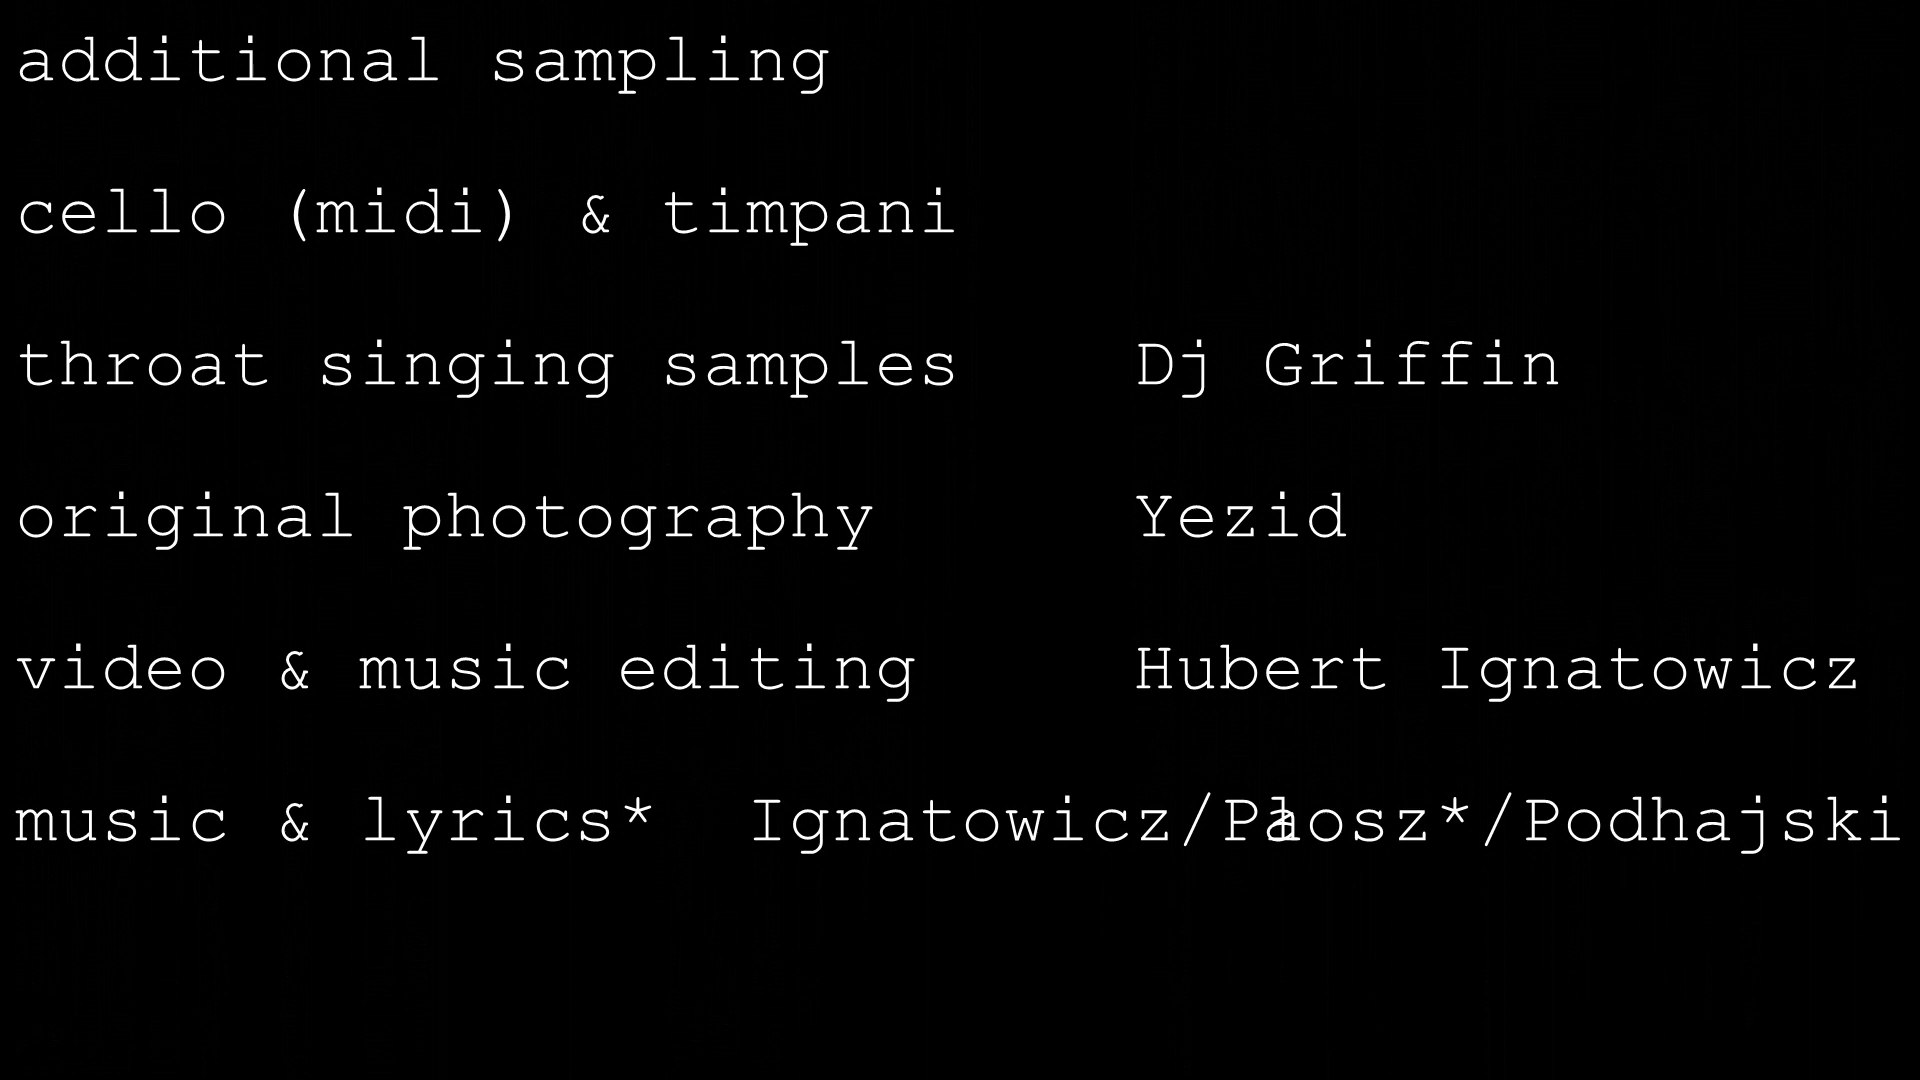 additional sampling
cello (midi) & timpani
throat singing samples Dj Griffin
original photography Yezid
video & music editing Hubert Ignatowicz
music & lyrics* Ignatowicz/Pałosz*/Podhajski